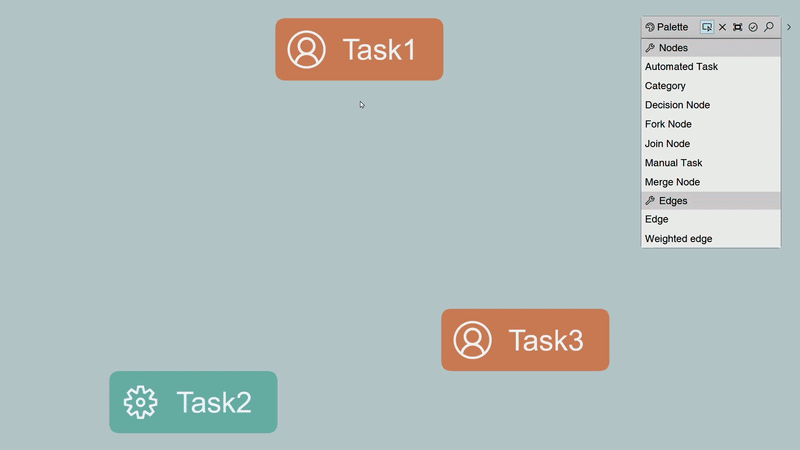 Task1
Palette
Nodes
Automated Task
Category
Decision Node
Fork Node
Join Node
Manual Task
Merge Node
Edges
Edge
Weighted edge
Task3
Task2